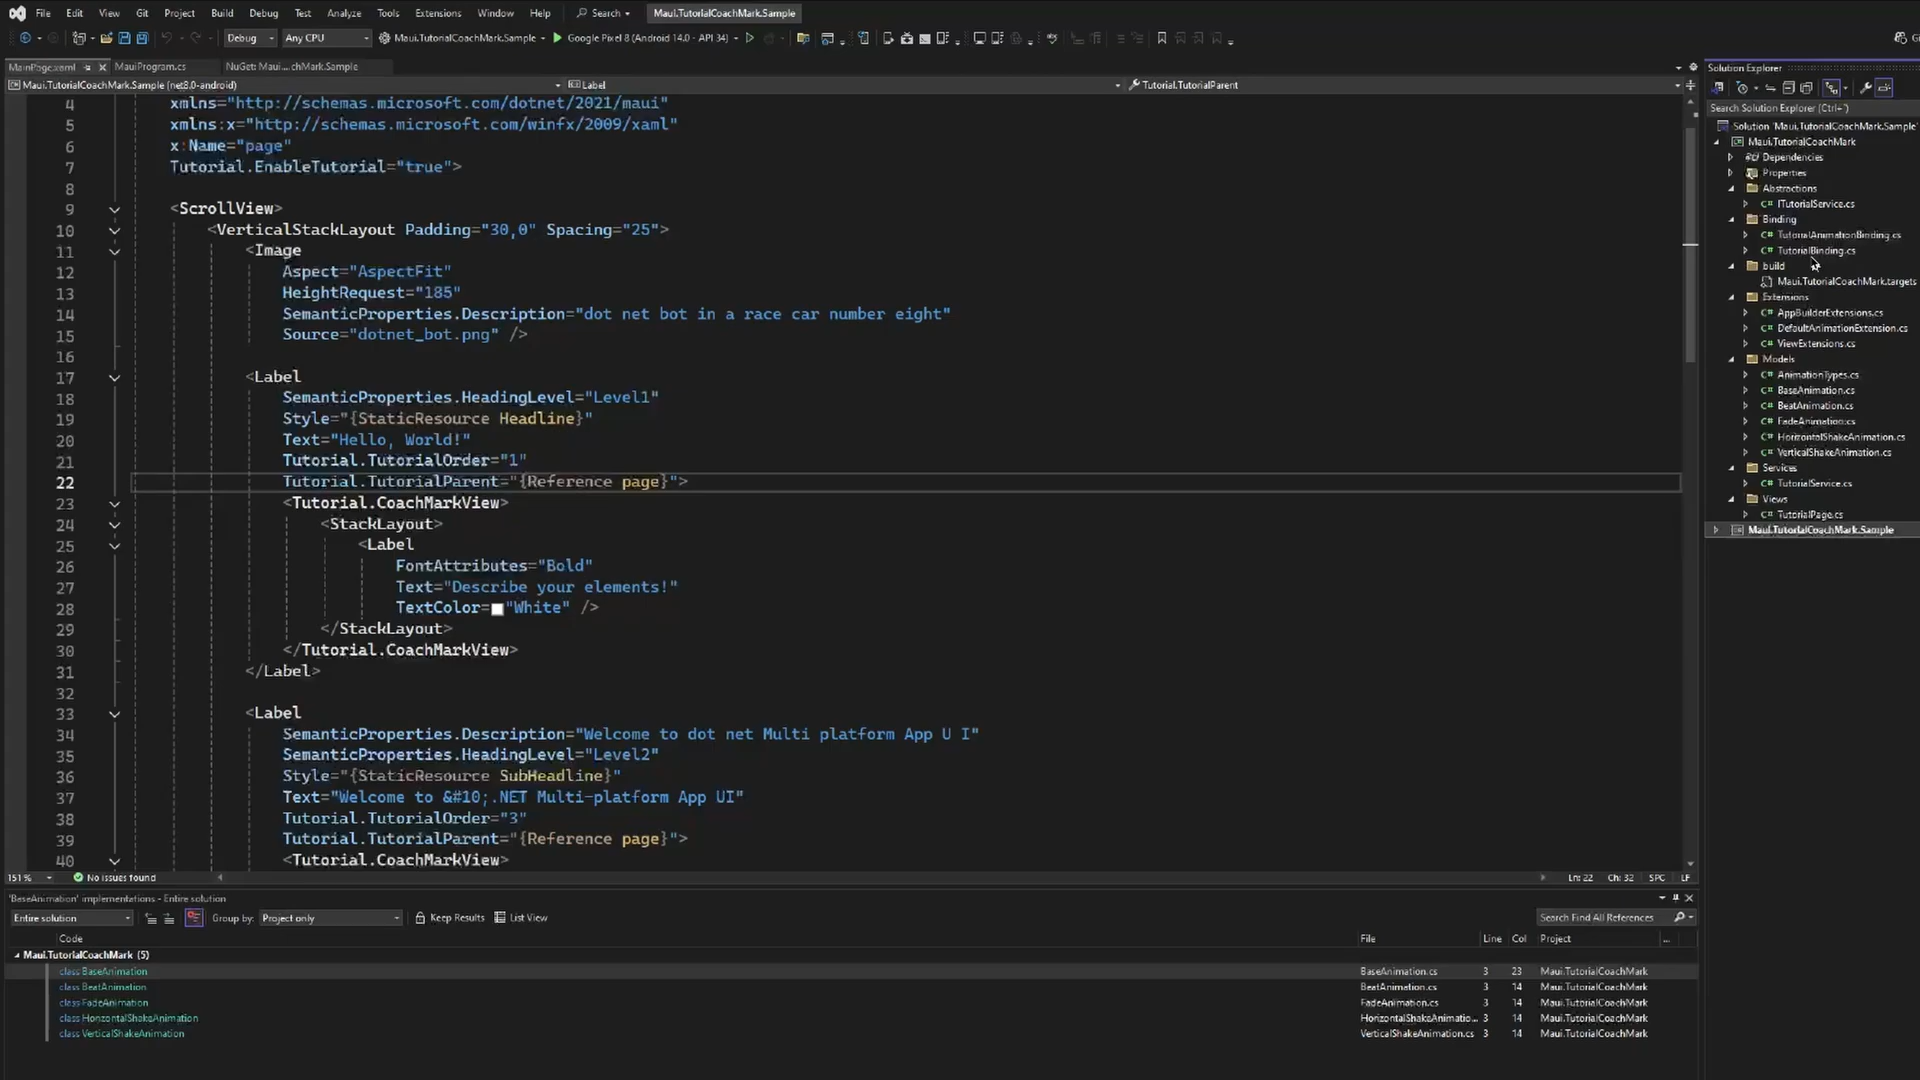 File Edit View Git Project Build Debug Test Analyze Tools Extensions Window Help Search Maui.TutorialCoachMark.Sample
Debug Any CPU Maui.TutorialCoachMark.Sample Google Pixel 8 (Android 14.0 - API 34)
MainPage.xaml MauiProgram.cs NuGet: Maui....chMark.Sample
Maui.TutorialCoachMark.Sample (net8.0-android) Label Tutorial.TutorialParent
4 xmlns="http://schemas.microsoft.com/dotnet/2021/maui"
5 xmlns:x="http://schemas.microsoft.com/winfx/2009/xaml"
6 x:Name="page"
7 Tutorial.EnableTutorial="true">
8
9 <ScrollView>
10 <VerticalStackLayout Padding="30,0" Spacing="25">
11 <Image
12 Aspect="AspectFit"
13 HeightRequest="185"
14 SemanticProperties.Description="dot net bot in a race car number eight"
15 Source="dotnet_bot.png" />
16
17 <Label
18 SemanticProperties.HeadingLevel="Level1"
19 Style="{StaticResource Headline}"
20 Text="Hello, World!"
21 Tutorial.TutorialOrder="1"
22 Tutorial.TutorialParent="{Reference page}">
23 <Tutorial.CoachMarkView>
24 <StackLayout>
25 <Label
26 FontAttributes="Bold"
27 Text="Describe your elements!"
28 TextColor="White" />
29 </StackLayout>
30 </Tutorial.CoachMarkView>
31 </Label>
32
33 <Label
34 SemanticProperties.Description="Welcome to dot net Multi platform App U I"
35 SemanticProperties.HeadingLevel="Level2"
36 Style="{StaticResource SubHeadline}"
37 Text="Welcome to &#10;.NET Multi-platform App UI"
38 Tutorial.TutorialOrder="3"
39 Tutorial.TutorialParent="{Reference page}">
40 <Tutorial.CoachMarkView>
151 % No issues found Ln: 22 Ch: 32 SPC LF
'BaseAnimation' implementations - Entire solution
Entire solution Group by: Project only Keep Results List View Search Find All References
Code File Line Col Project ...
Maui.TutorialCoachMark (5)
class BaseAnimation BaseAnimation.cs 3 23 Maui.TutorialCoachMark
class BeatAnimation BeatAnimation.cs 3 14 Maui.TutorialCoachMark
class FadeAnimation FadeAnimation.cs 3 14 Maui.TutorialCoachMark
class HorizontalShakeAnimation HorizontalShakeAnimatio... 3 14 Maui.TutorialCoachMark
class VerticalShakeAnimation VerticalShakeAnimation.cs 3 14 Maui.TutorialCoachMark
Solution Explorer
Search Solution Explorer (Ctrl+')
Solution 'Maui.TutorialCoachMark.Sample'
Maui.TutorialCoachMark
Dependencies
Properties
Abstractions
C# ITutorialService.cs
Binding
C# TutorialAnimationBinding.cs
C# TutorialBinding.cs
build
Maui.TutorialCoachMark.targets
Extensions
C# AppBuilderExtensions.cs
C# DefaultAnimationExtension.cs
C# ViewExtensions.cs
Models
C# AnimationTypes.cs
C# BaseAnimation.cs
C# BeatAnimation.cs
C# FadeAnimation.cs
C# HorizontalShakeAnimation.cs
C# VerticalShakeAnimation.cs
Services
C# TutorialService.cs
Views
C# TutorialPage.cs
Maui.TutorialCoachMark.Sample